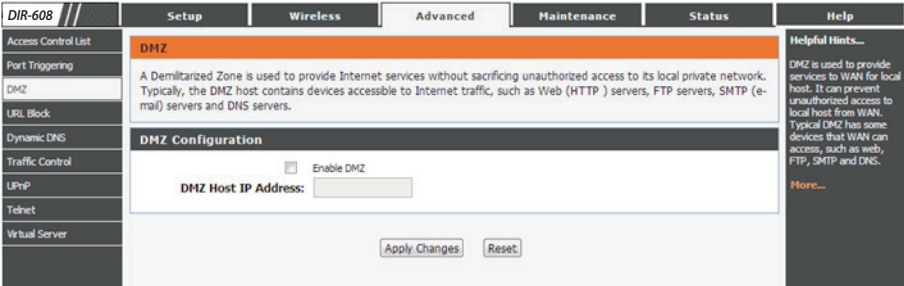 DIR-608
Setup
Wireless
Advanced
Maintenance
Status
Help
Access Control List
Port Triggering
DMZ
URL Block
Dynamic DNS
Traffic Control
UPnP
Telnet
Virtual Server
DMZ
A Demilitarized Zone is used to provide Internet services without sacrificing unauthorized access to its local private network.
Typically, the DMZ host contains devices accessible to Internet traffic, such as Web (HTTP ) servers, FTP servers, SMTP (e-
mail) servers and DNS servers.
DMZ Configuration
Enable DMZ
DMZ Host IP Address:
Apply Changes
Reset
Helpful Hints...
DMZ is used to provide
services to WAN for local
host. It can prevent
unauthorized access to
local host from WAN.
Typical DMZ has some
devices that WAN can
access, such as web,
FTP, SMTP and DNS.
More...